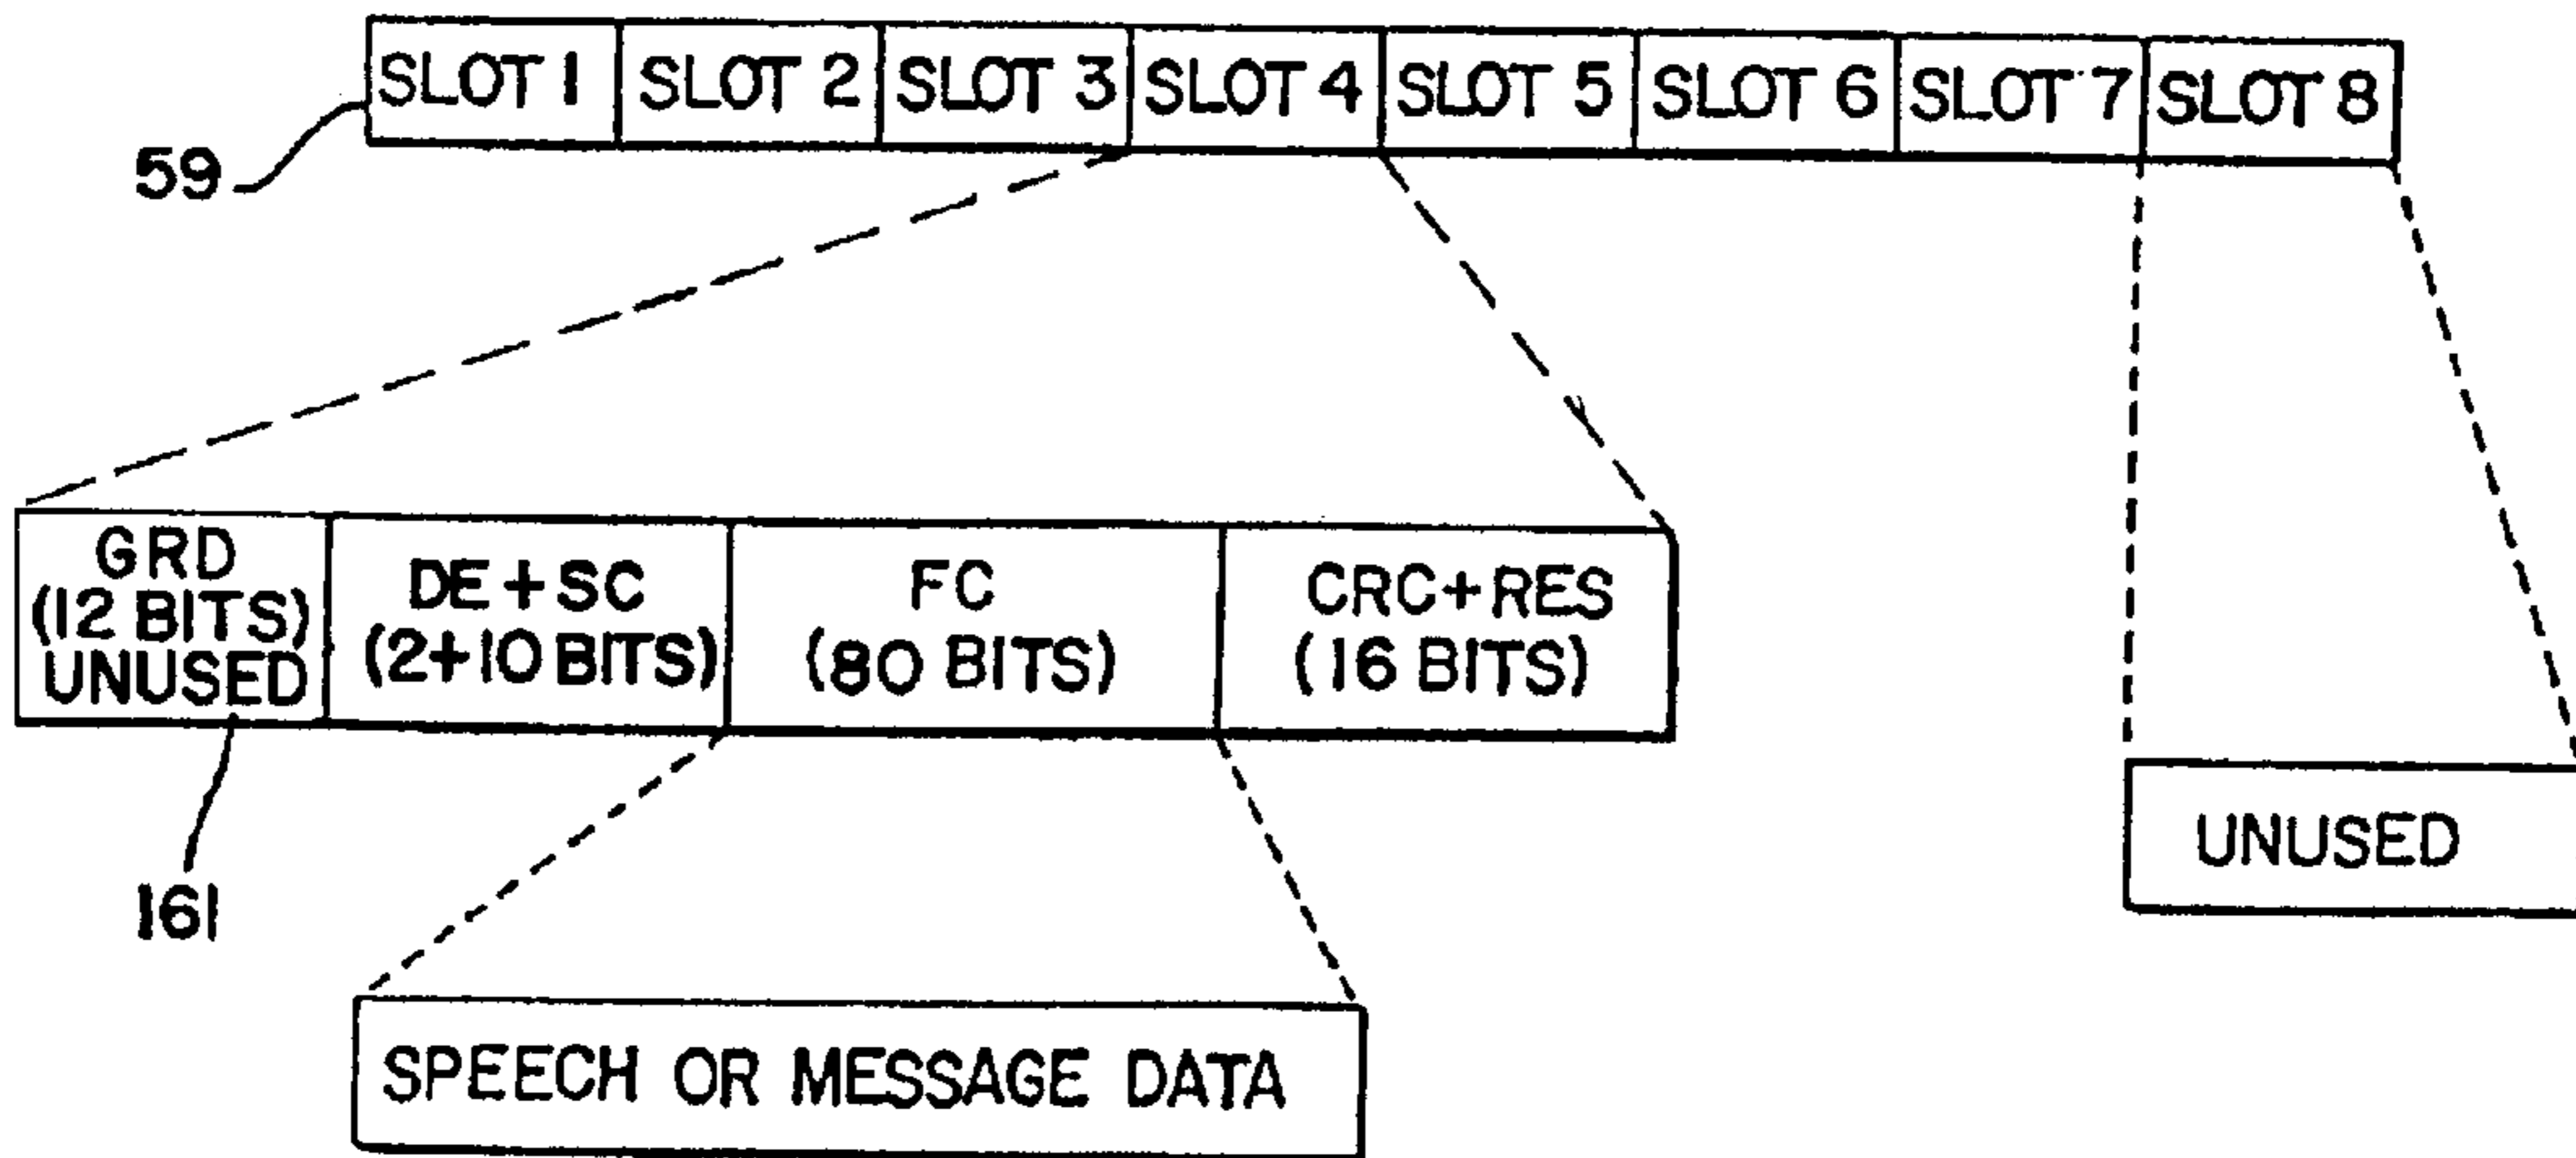 SLOT 1 SLOT 2 SLOT 3 SLOT 4 SLOT 5 SLOT 6 SLOT 7 SLOT 8
59
GRD
(12 BITS)
UNUSED
DE + SC
(2+10 BITS)
FC
(80 BITS)
CRC+RES
(16 BITS)
161
UNUSED
SPEECH OR MESSAGE DATA